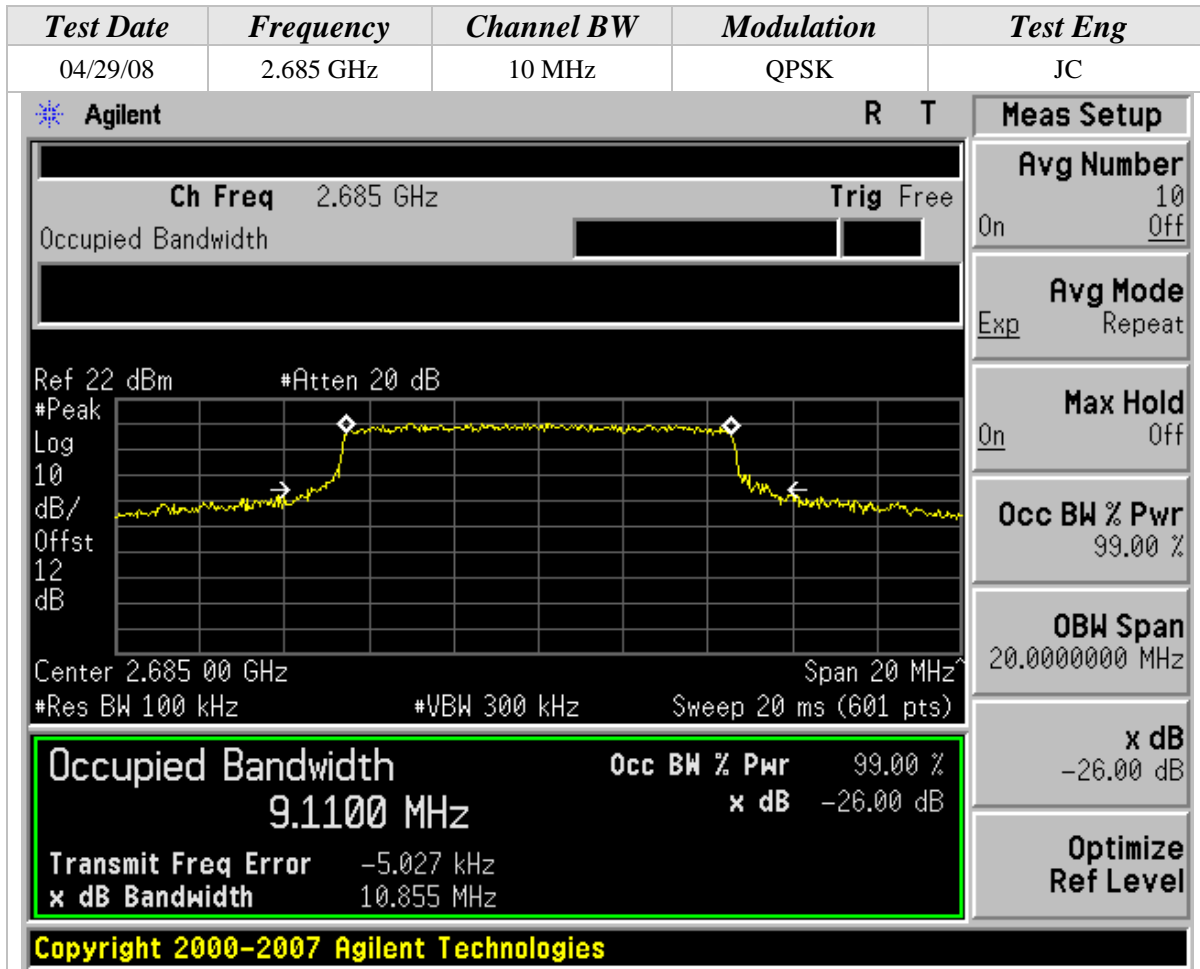 Test Date Frequency Channel BW Modulation Test Eng
04/29/08 2.685 GHz 10 MHz QPSK JC
Agilent R T
Ch Freq 2.685 GHz Trig Free
Occupied Bandwidth
Ref 22 dBm #Atten 20 dB
#Peak
Log
10
dB/
Offst
12
dB
Center 2.685 00 GHz Span 20 MHz^
#Res BW 100 kHz #VBW 300 kHz Sweep 20 ms (601 pts)
Occupied Bandwidth Occ BW % Pwr 99.00 %
9.1100 MHz x dB -26.00 dB
Transmit Freq Error -5.027 kHz
x dB Bandwidth 10.855 MHz
Meas Setup
Avg Number
10
On Off
Avg Mode
Exp Repeat
Max Hold
On Off
Occ BW % Pwr
99.00 %
OBW Span
20.0000000 MHz
x dB
-26.00 dB
Optimize
Ref Level
Copyright 2000-2007 Agilent Technologies